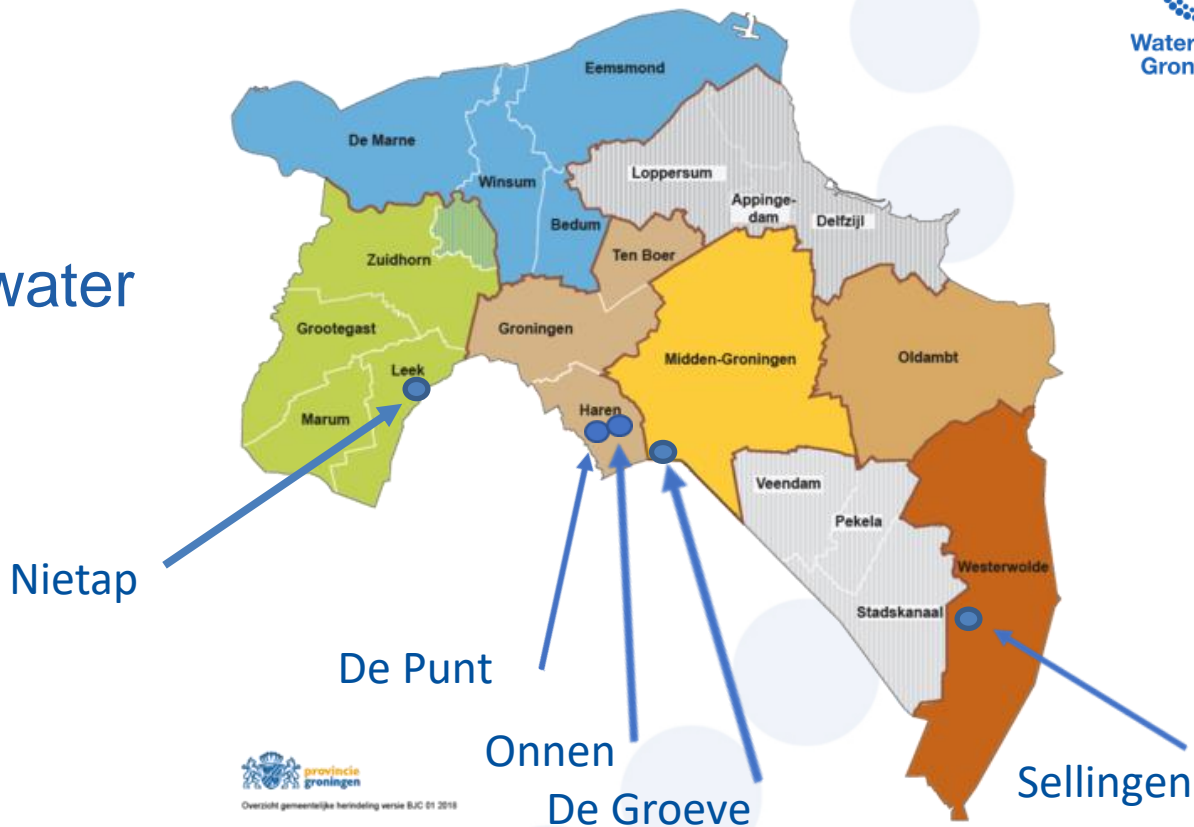 Water
Gron
Eemsmond
De Marne
Loppersum
Winsum
Appinge-
dam
Delfzijl
Bedum
Ten Boer
Zuidhorn
water
Grootegast
Groningen
Midden-Groningen
Oldambt
Leek
Haren
Marum
Veendam
Pekela
Westerwolde
Nietap
Stadskanaal
De Punt
Onnen
Sellingen
De Groeve
provincie
groningen
Overzicht gemeentelijke herindeling versie BJC 01 2018